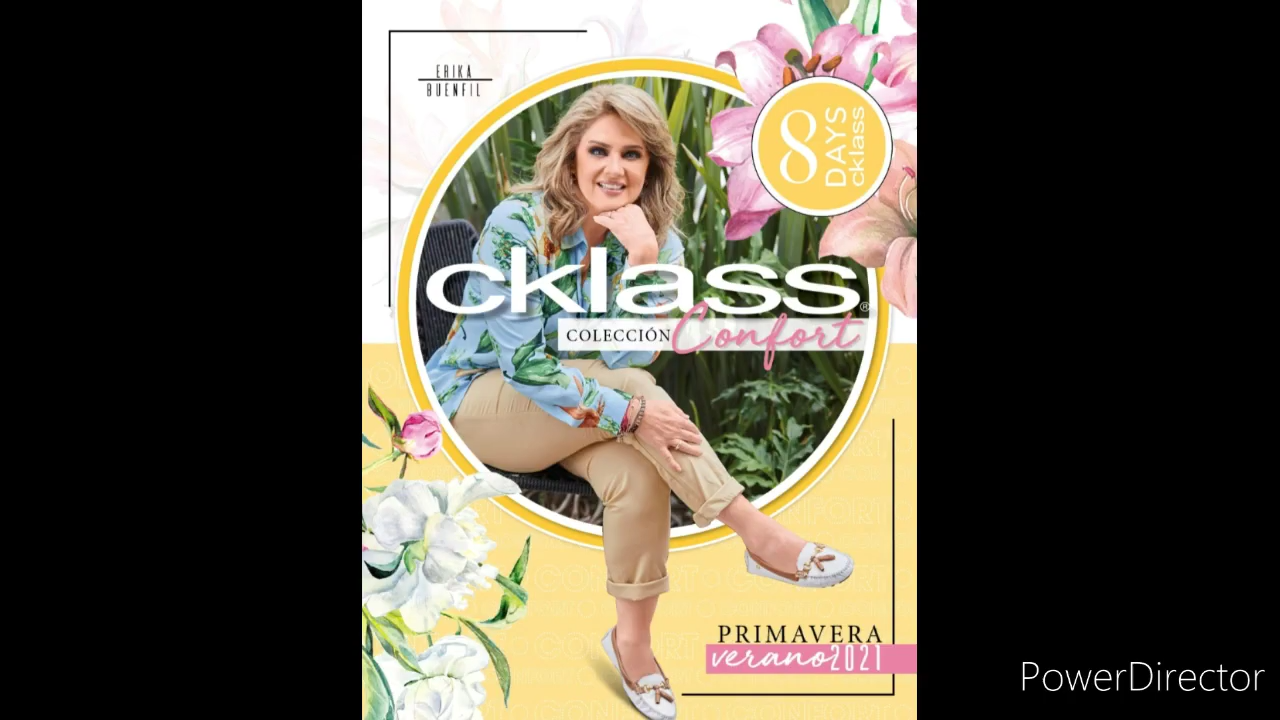 ERIKA
BUENFIL
8
DAYS
cklass
cklass®
COLECCIÓN Confort
PRIMAVERA
verano 2021
PowerDirector